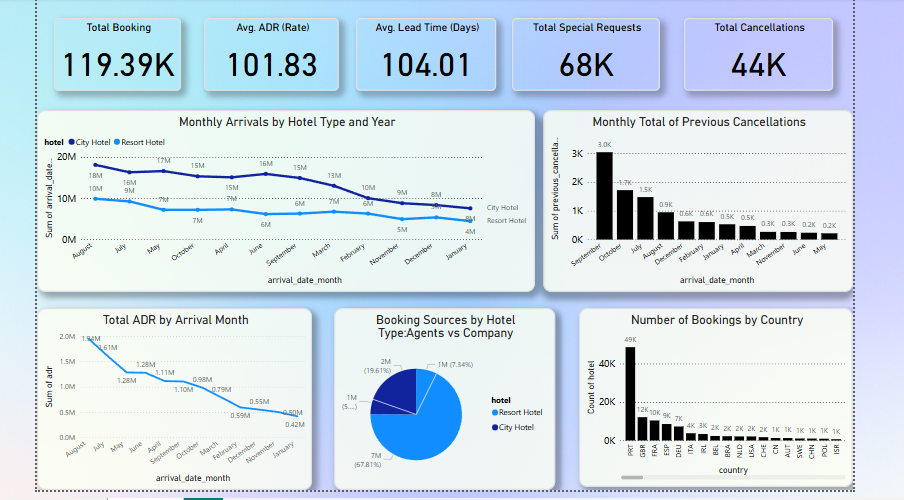 Total Booking
119.39K
Avg. ADR (Rate)
101.83
Avg. Lead Time (Days)
104.01
Total Special Requests
68K
Total Cancellations
44K
Monthly Arrivals by Hotel Type and Year
hotel City Hotel Resort Hotel
Sum of arrival_date...
20M
10M
0M
18M
16M
17M
15M
15M
16M
15M
13M
10M
9M
8M
8M
10M
9M
7M
7M
7M
6M
6M
7M
6M
5M
4M
City Hotel
Resort Hotel
August
July
May
October
April
June
September
March
February
November
December
January
arrival_date_month
Monthly Total of Previous Cancellations
Sum of previous_cancella...
3K
2K
1K
0K
3.0K
1.7K
1.5K
0.9K
0.6K
0.6K
0.5K
0.5K
0.3K
0.3K
0.2K
0.2K
September
October
July
August
December
February
January
April
March
November
June
May
arrival_date_month
Total ADR by Arrival Month
Sum of adr
2.0M
1.5M
1.0M
0.5M
0.0M
1.94M
1.61M
1.28M
1.28M
1.11M
1.10M
0.98M
0.79M
0.59M
0.55M
0.50M
0.42M
August
July
May
June
April
September
October
March
February
December
November
January
arrival_date_month
Booking Sources by Hotel
Type:Agents vs Company
1M (7.34%)
2M
(19.61%)
1M
(5....)
7M
(67.81%)
hotel
Resort Hotel
City Hotel
Number of Bookings by Country
Count of hotel
40K
20K
0K
49K
12K
10K
9K
7K
4K
3K
2K
2K
2K
2K
2K
1K
1K
1K
1K
1K
1K
PRT
GBR
FRA
ESP
DEU
ITA
IRL
BEL
BRA
NLD
USA
CHE
CN
AUT
SWE
CHN
POL
ISR
country